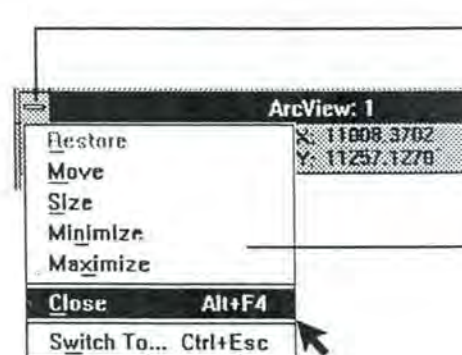 ArcView: 1
X: 11008.3702
Y: 11257.1270
Restore
Move
Size
Minimize
Maximize
Close Alt+F4
Switch To... Ctrl+Esc